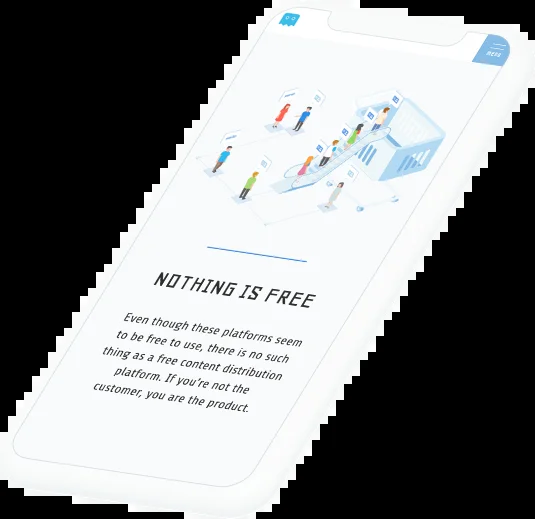 MENU
NOTHING IS FREE
Even though these platforms seem
to be free to use, there is no such
thing as a free content distribution
platform. If you're not the
customer, you are the product.